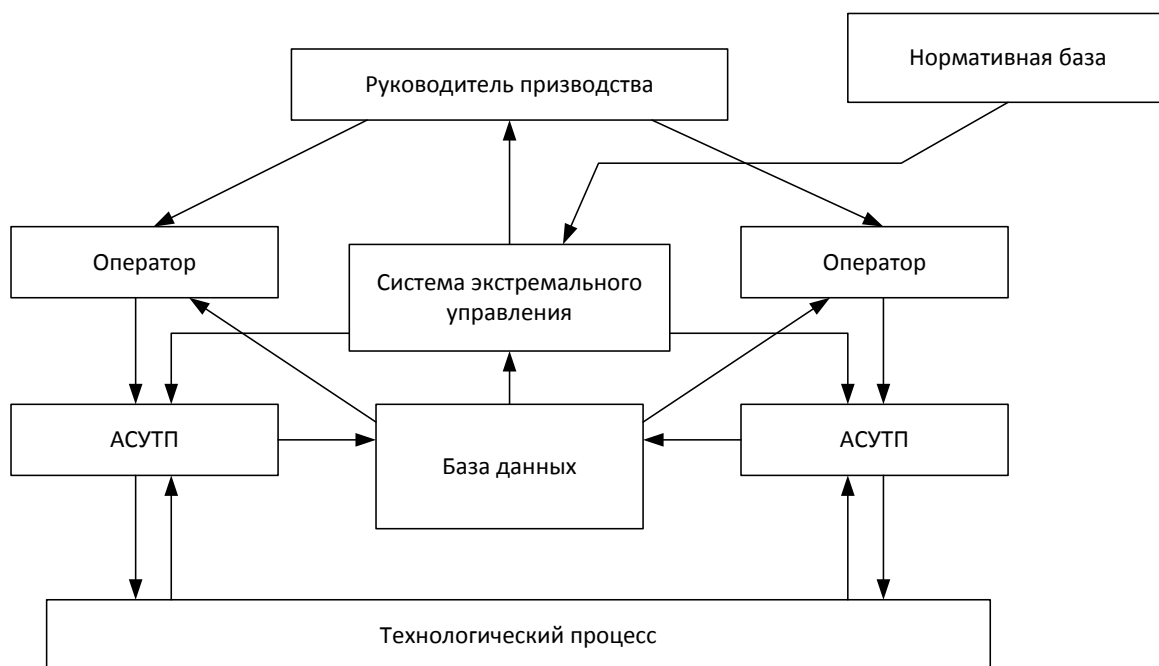 Нормативная база
Руководитель призводства
Оператор
Система экстремального
управления
Оператор
АСУТП
База данных
АСУТП
Технологический процесс